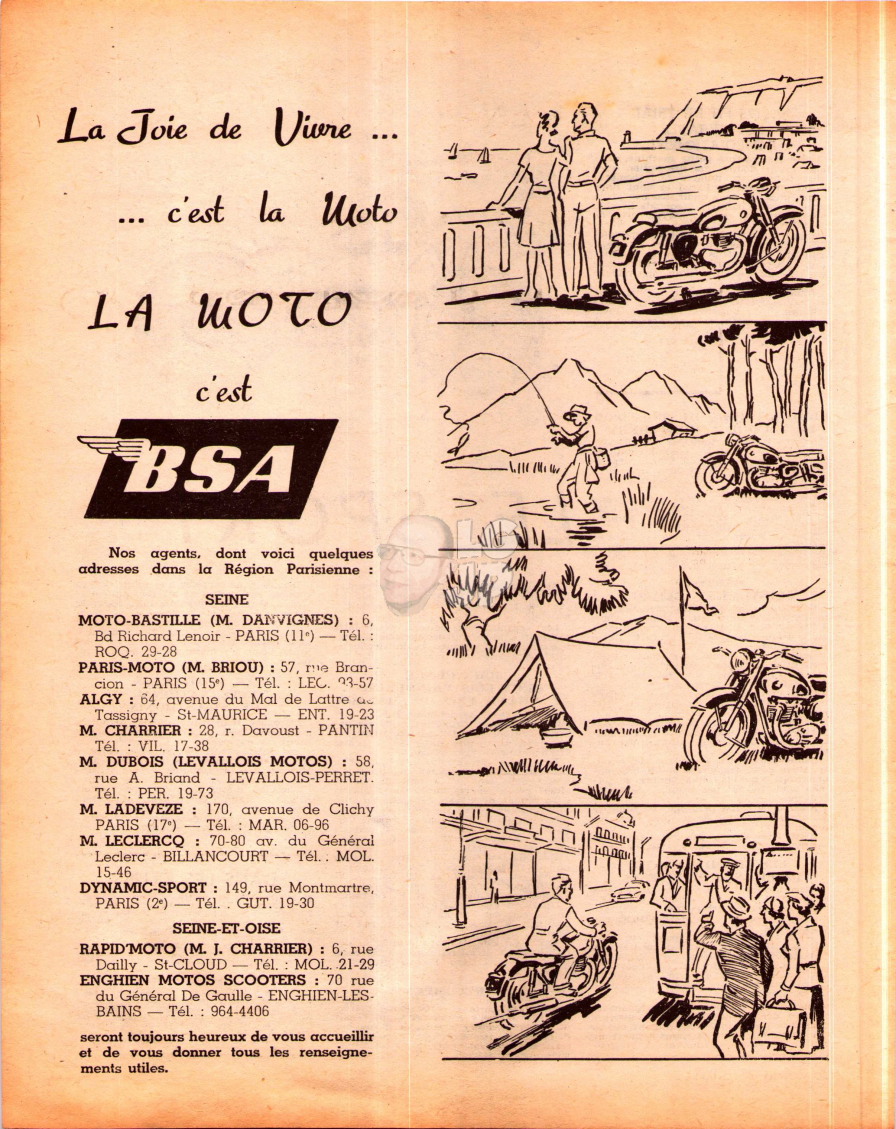 La Joie de Vivre ...
... c'est la Moto
LA MOTO
c'est
BSA
Nos agents, dont voici quelques
adresses dans la Région Parisienne :
SEINE
MOTO-BASTILLE (M. DANVIGNES) : 6,
Bd Richard Lenoir - PARIS (11e) — Tél. :
ROQ. 29-28
PARIS-MOTO (M. BRIOU) : 57, rue Bran-
cion - PARIS (15e) — Tél. : LEC.
ALGY : 64, avenue du Mal de Lattre de
Tassigny - St-MAURICE — ENT. 19-23
M. CHARRIER : 28, r. Davoust - PANTIN
Tél. : VIL. 17-38
M. DUBOIS (LEVALLOIS MOTOS) : 58,
rue A. Briand - LEVALLOIS-PERRET.
Tél. : PER. 19-73
M. LADEVEZE : 170, avenue de Clichy
PARIS (17e) — Tél. : MAR. 06-96
M. LECLERCQ : 70-80 av. du Général
Leclerc - BILLANCOURT — Tél. : MOL.
15-46
DYNAMIC-SPORT : 149, rue Montmartre,
PARIS (2e) — Tél. . GUT. 19-30
SEINE-ET-OISE
RAPID'MOTO (M. J. CHARRIER) : 6, rue
Dailly - St-CLOUD — Tél. : MOL. 21-29
ENGHIEN MOTOS SCOOTERS : 70 rue
du Général De Gaulle - ENGHIEN-LES-
BAINS — Tél. : 964-4406
seront toujours heureux de vous accueillir
et de vous donner tous les renseigne-
ments utiles.
LC